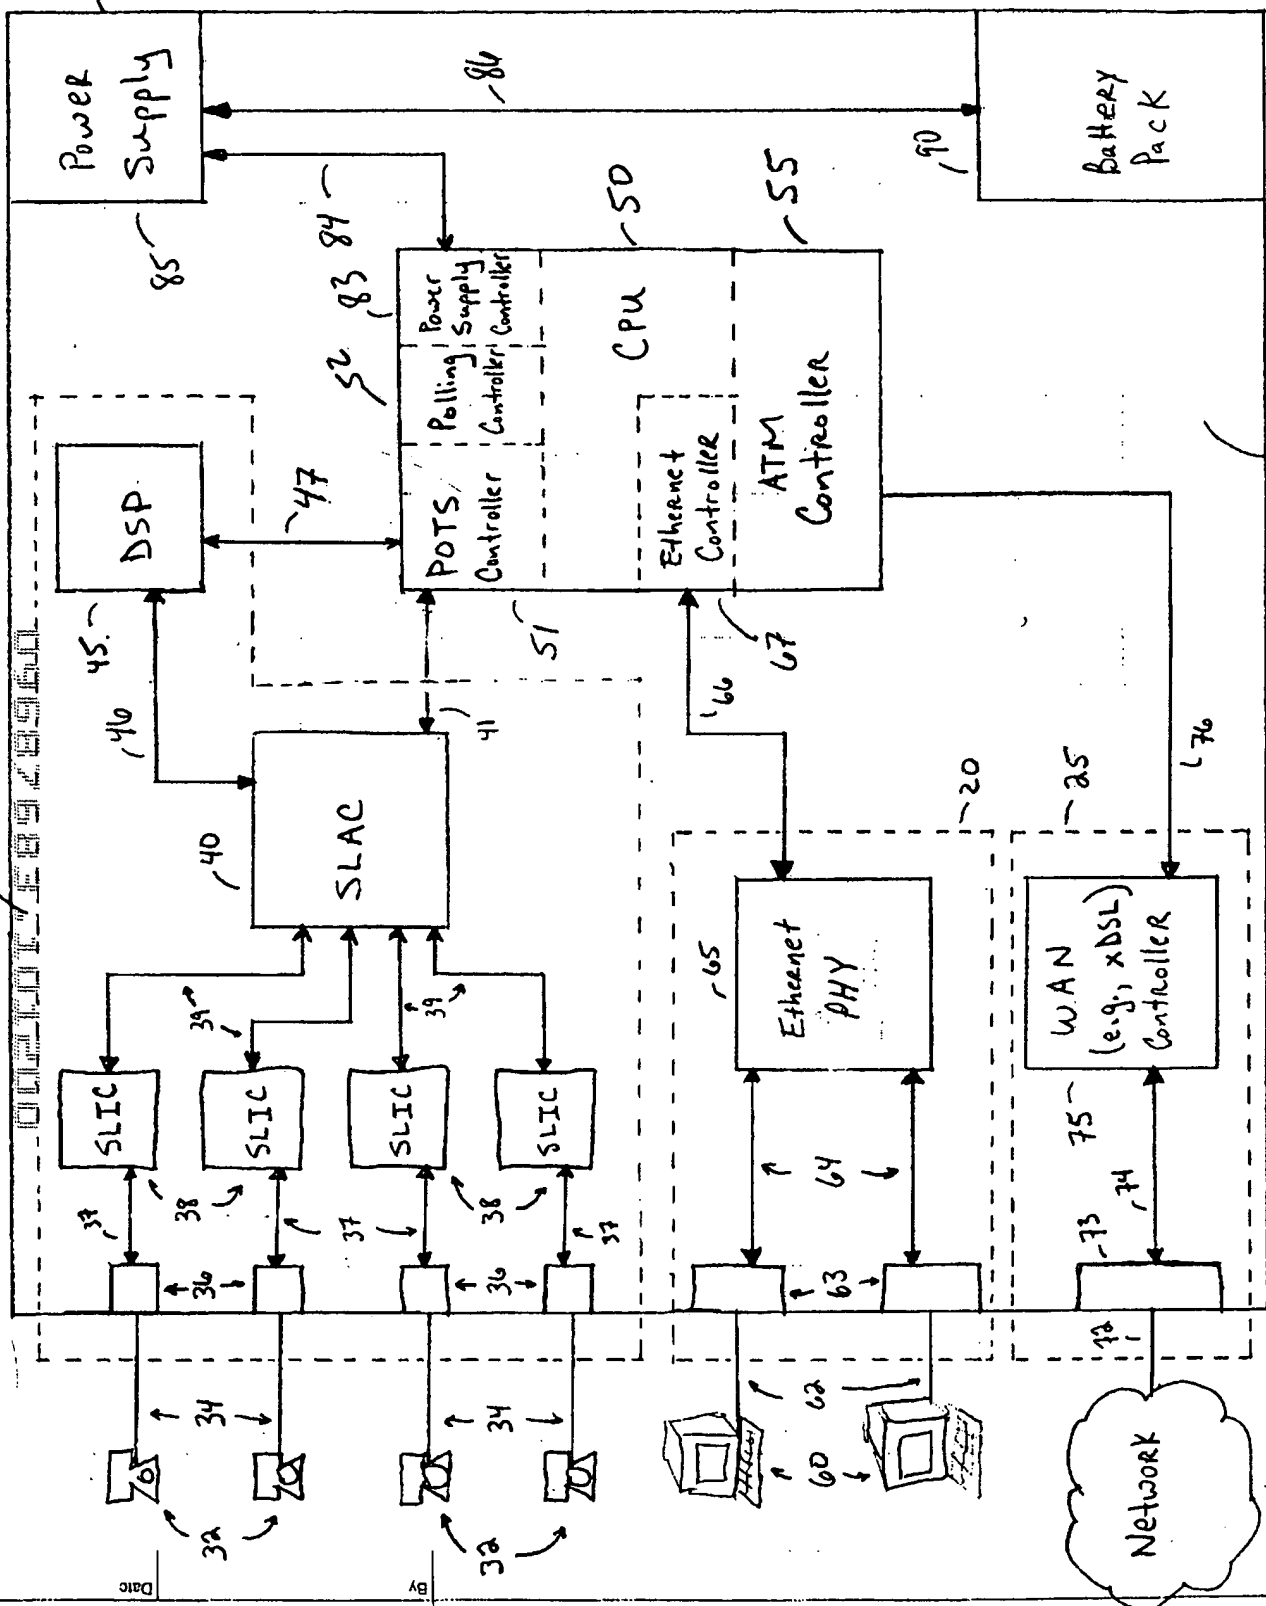 Power
Supply
85
86
84
Battery
Pack
90
83
52
50
55
Power
Supply
Controller
Polling
Controller
POTS
Controller
CPU
Ethernet
Controller
ATM
Controller
51
67
DSP
45
47
46
41
40
SLAC
39
39
SLIC
SLIC
SLIC
SLIC
38
38
37
37
37
36
36
34
34
32
32
66
20
65
Ethernet
PHY
64
63
62
60
76
25
WAN
(e.g., xDSL)
Controller
75
74
73
72
Network
By
Date